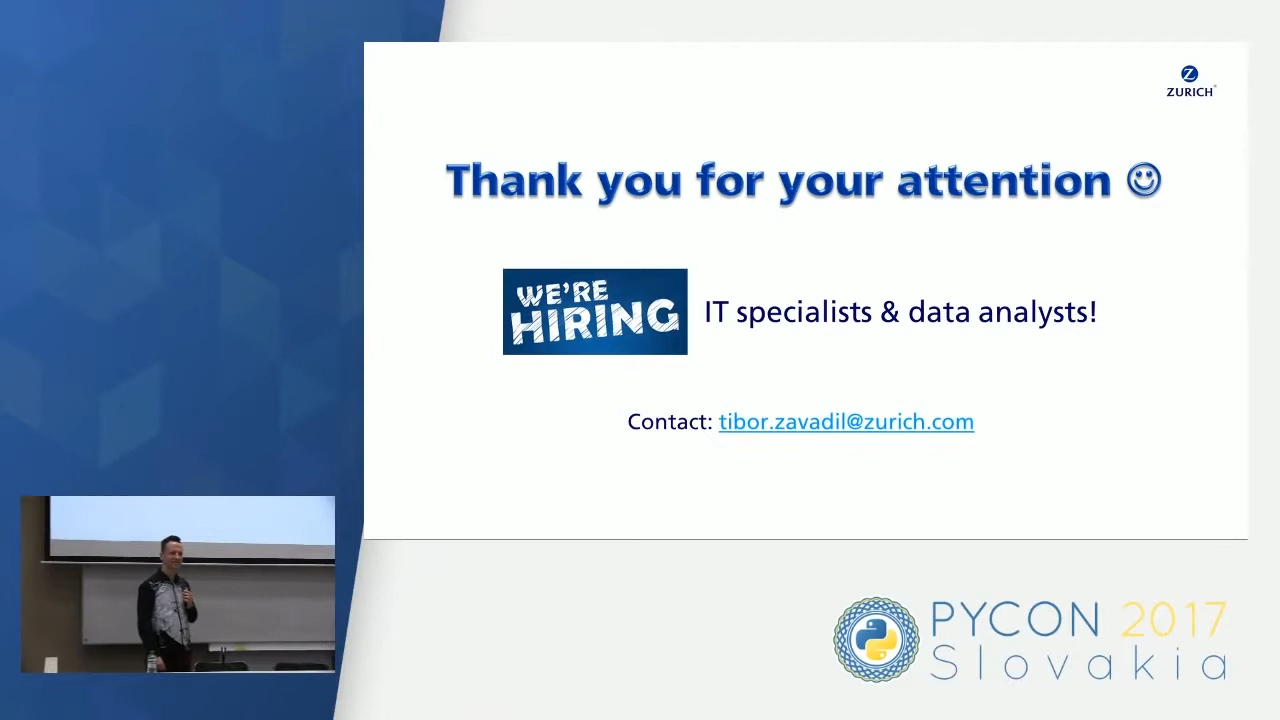 Z
ZURICH
Thank you for your attention ☺
WE'RE
HIRING
IT specialists & data analysts!
Contact: tibor.zavadil@zurich.com
PYCON 2017
Slovakia